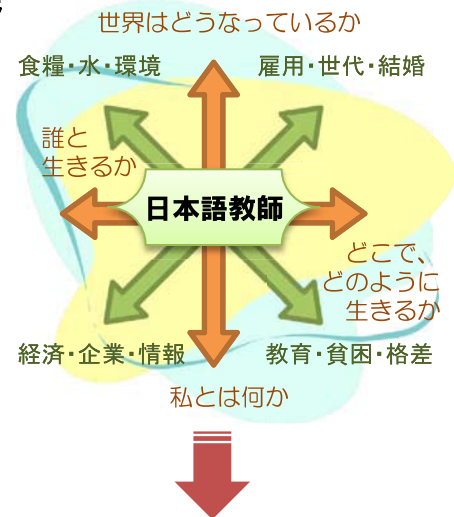 世界はどうなっているか
食糧・水・環境
雇用・世代・結婚
誰と
生きるか
日本語教師
どこで、
どのように
生きるか
経済・企業・情報
教育・貧困・格差
私とは何か